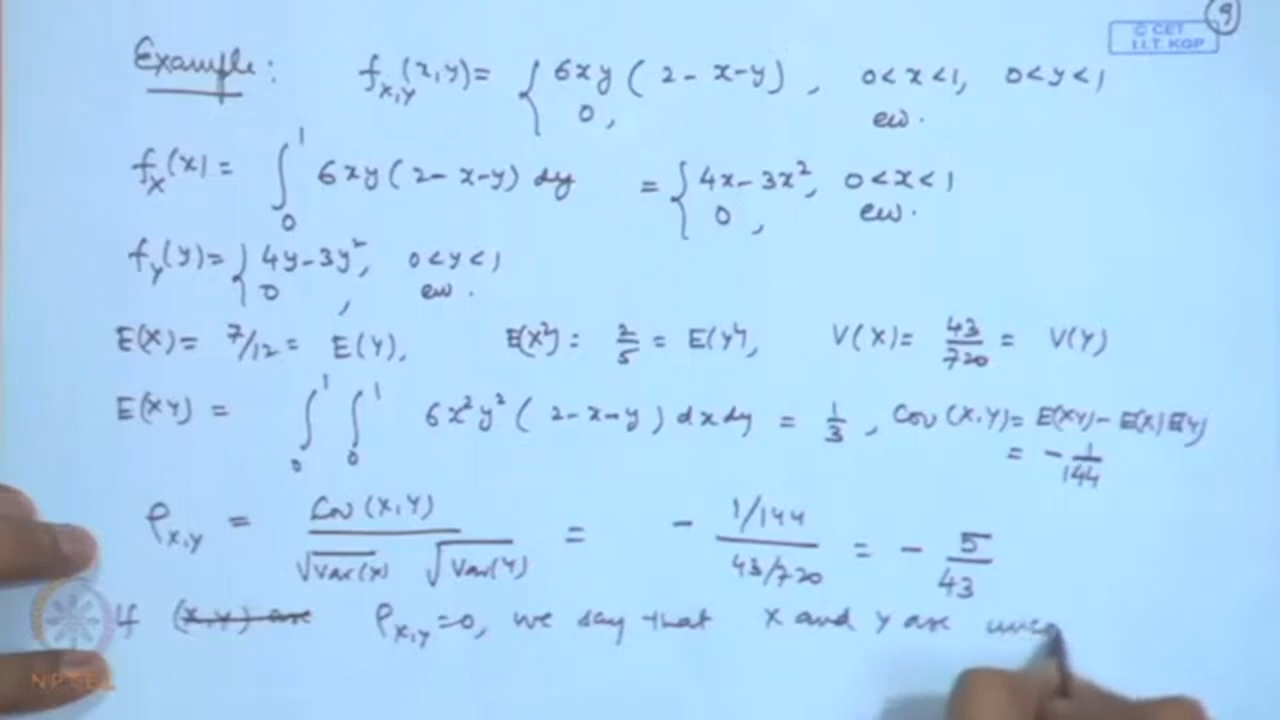 9
© CET
I.I.T. KGP
Example: f_{X,Y}(x,y) = { 6xy (2 - x - y), 0 < x < 1, 0 < y < 1
0, ew.
f_X(x) = ∫_0^1 6xy (2 - x - y) dy = { 4x - 3x², 0 < x < 1
0, ew.
f_Y(y) = { 4y - 3y², 0 < y < 1
0, ew.
E(X) = 7/12 = E(Y), E(X²) = 2/5 = E(Y²), V(X) = 43/720 = V(Y)
E(XY) = ∫_0^1 ∫_0^1 6x²y² (2 - x - y) dx dy = 1/3, Cov (X,Y) = E(XY) - E(X)E(Y)
= - 1/144
ρ_{X,Y} = Cov (X,Y) / √Var(X) √Var(Y) = - (1/144) / (43/720) = - 5/43
If (X,Y) are ρ_{X,Y} = 0, we say that X and Y are unco
NPTEL